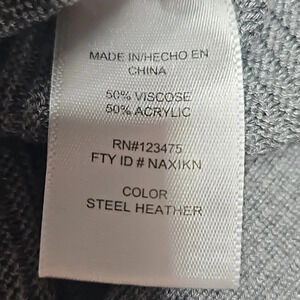 MADE IN/HECHO EN
CHINA
50% VISCOSE
50% ACRYLIC
RN#123475
FTY ID # NAXIKN
COLOR
STEEL HEATHER